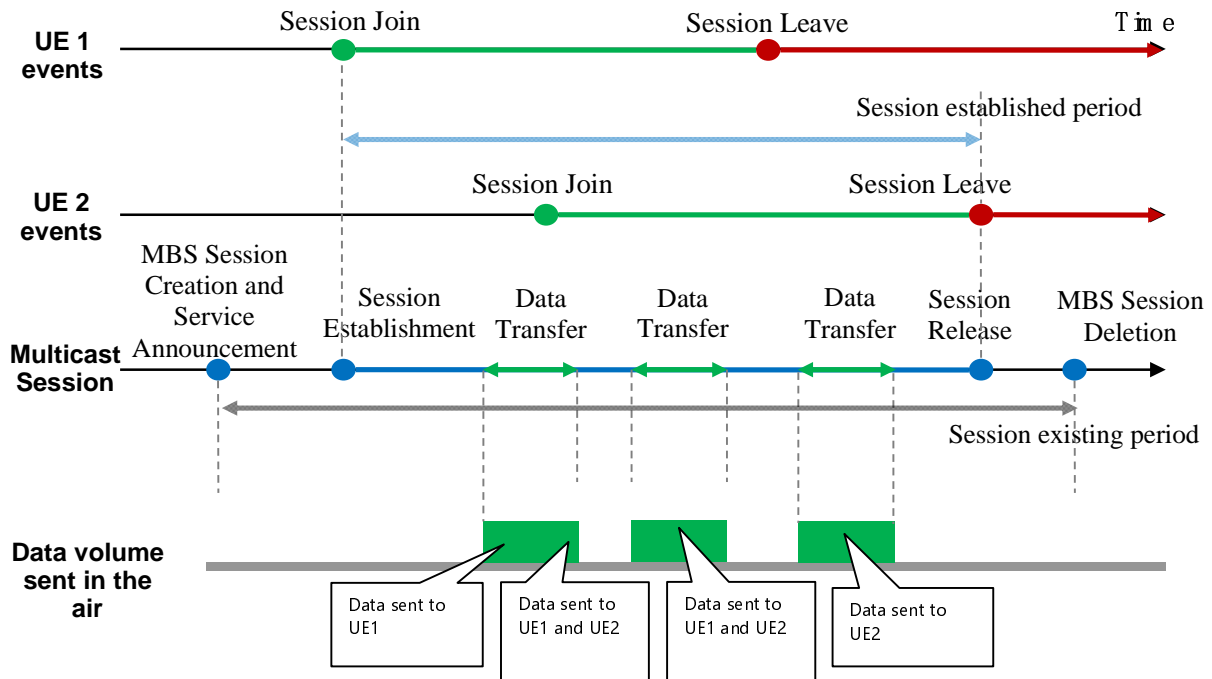 Session Join
Session Leave
Time
UE 1
events
Session established period
Session Join
Session Leave
UE 2
events
MBS Session
Creation and
Service
Announcement
Session
Establishment
Data
Transfer
Data
Transfer
Data
Transfer
Session
Release
MBS Session
Deletion
Multicast
Session
Session existing period
Data volume
sent in the
air
Data sent to
UE1
Data sent to
UE1 and UE2
Data sent to
UE1 and UE2
Data sent to
UE2